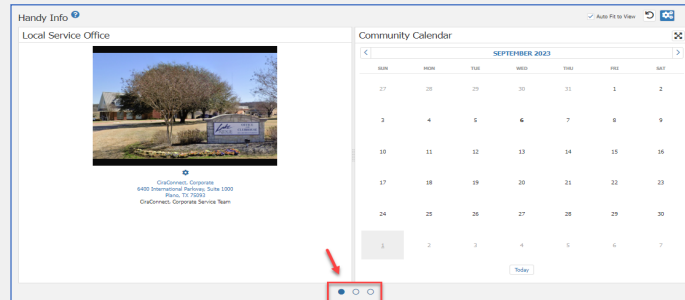 Handy Info ?
Auto Fit to View
Local Service Office
CiraConnect, Corporate
6400 International Parkway, Suite 1000
Plano, TX 75093
CiraConnect, Corporate Service Team
Community Calendar
SEPTEMBER 2023
SUN MON TUE WED THU FRI SAT
27 28 29 30 31 1 2
3 4 5 6 7 8 9
10 11 12 13 14 15 16
17 18 19 20 21 22 23
24 25 26 27 28 29 30
1 2 3 4 5 6 7
Today